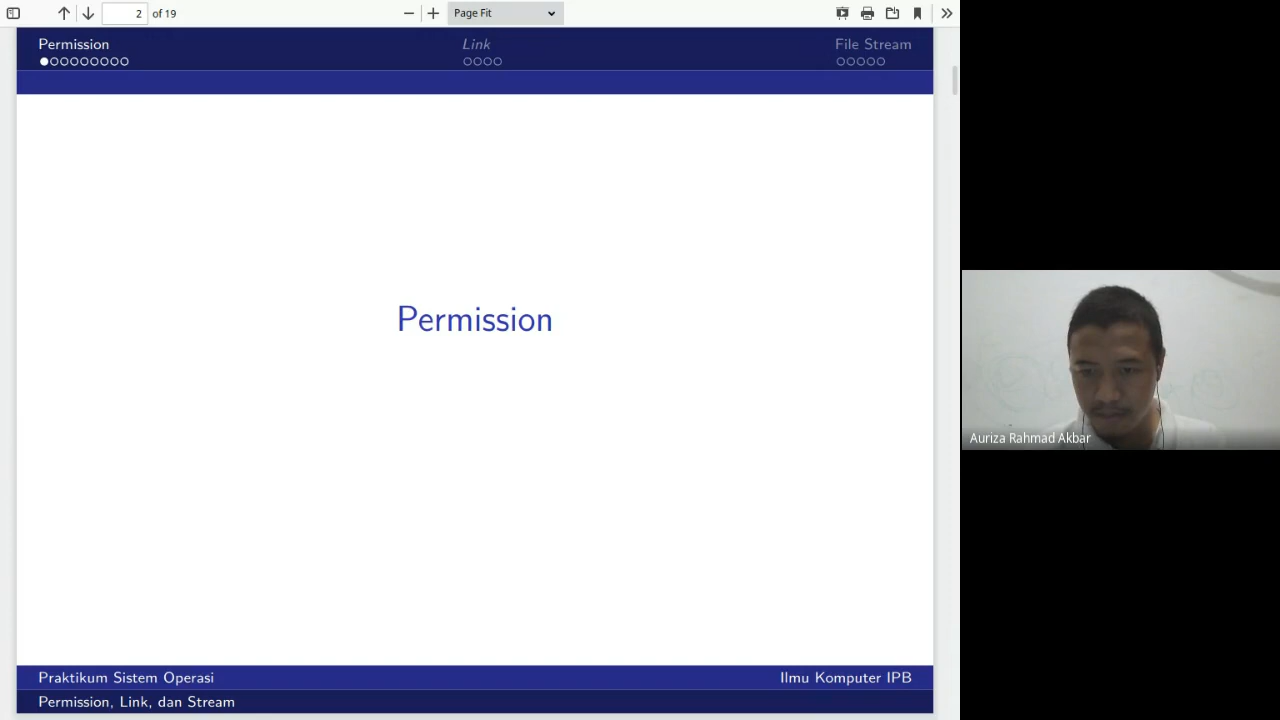 2 of 19
Page Fit
Permission
Link
File Stream
Permission
Auriza Rahmad Akbar
Praktikum Sistem Operasi
Ilmu Komputer IPB
Permission, Link, dan Stream